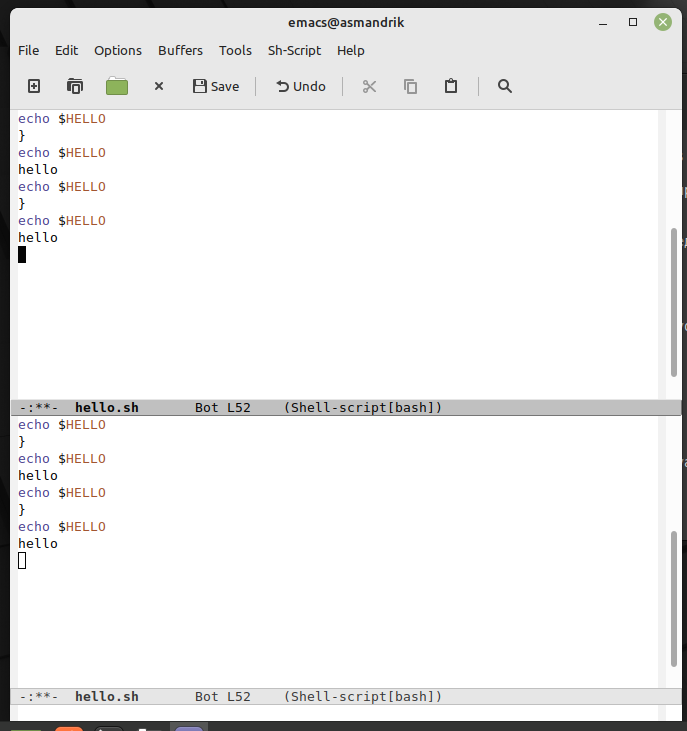 emacs@asmandrik
File Edit Options Buffers Tools Sh-Script Help
Save Undo
echo $HELLO
}
echo $HELLO
hello
echo $HELLO
}
echo $HELLO
hello
-:**- hello.sh Bot L52 (Shell-script[bash])
echo $HELLO
}
echo $HELLO
hello
echo $HELLO
}
echo $HELLO
hello
-:**- hello.sh Bot L52 (Shell-script[bash])